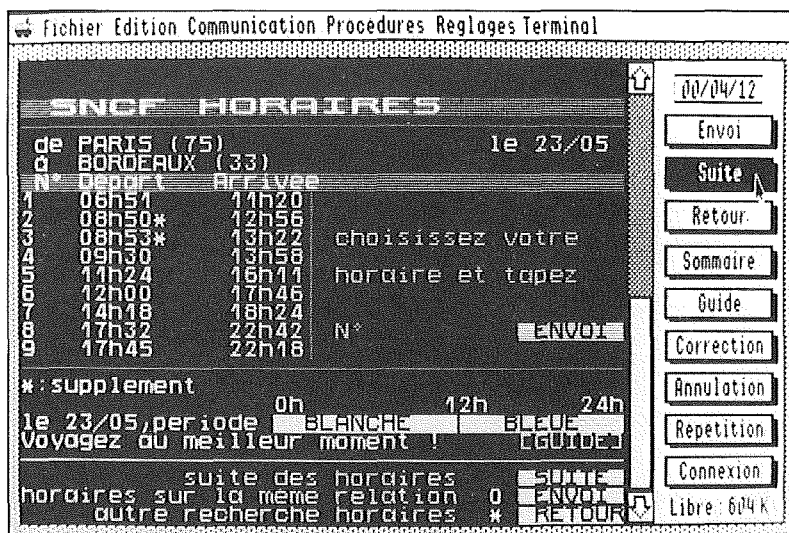 Fichier Edition Communication Procédures Reglages Terminal
SNCF HORAIRES
de PARIS (75) le 23/05
à BORDEAUX (33)
N° Départ Arrivée
1 06h51 11h20
2 08h50* 12h56
3 08h53* 13h22
4 09h30 13h58
5 11h24 16h11
6 12h00 17h46
7 14h18 18h24
8 17h32 22h42
9 17h45 22h18
choisissez votre
horaire et tapez
N° ENVOI
*:supplement
0h 12h 24h
le 23/05,periode BLANCHE BLEUE
Voyagez au meilleur moment ! [GUIDE]
suite des horaires SUITE
horaires sur la meme relation 0 ENVOI
autre recherche horaires * RETOUR
00/04/12
Envoi
Suite
Retour
Sommaire
Guide
Correction
Annulation
Repetition
Connexion
Libre : 604 K